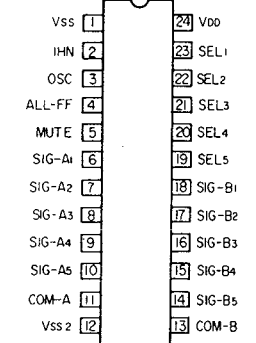 Vss 1 24 VDD
IHN 2 23 SEL1
OSC 3 22 SEL2
ALL-FF 4 21 SEL3
MUTE 5 20 SEL4
SIG-A1 6 19 SEL5
SIG-A2 7 18 SIG-B1
SIG-A3 8 17 SIG-B2
SIG-A4 9 16 SIG-B3
SIG-A5 10 15 SIG-B4
COM-A 11 14 SIG-B5
Vss2 12 13 COM-B